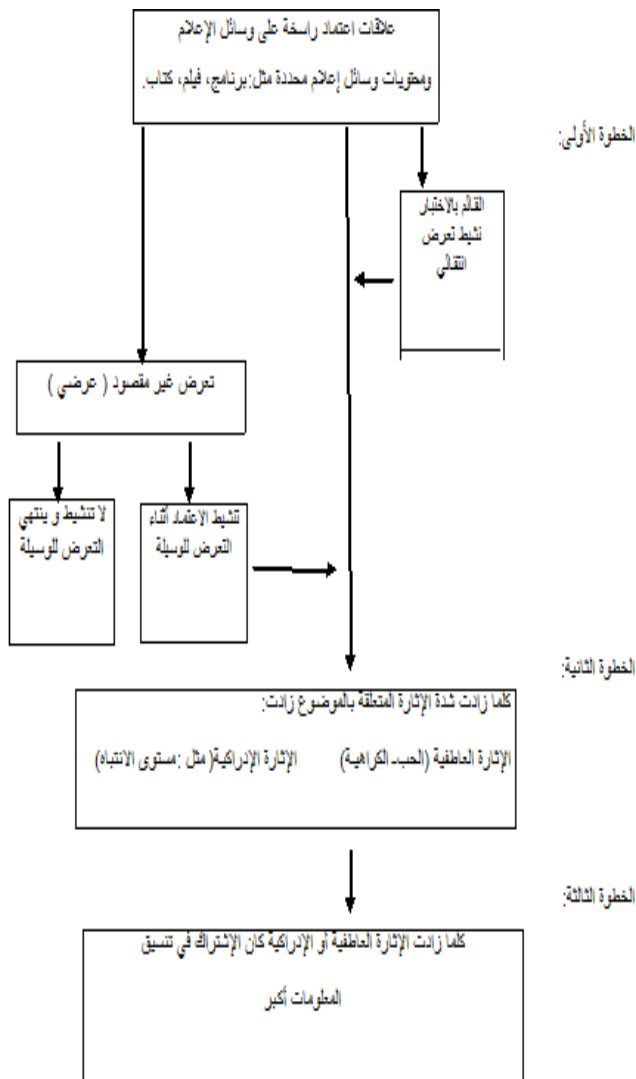 علاقات اعتماد راسخة على وسائل الإعلام
ومحتويات وسائل إعلام محددة مثل:برنامج، فيلم، كتاب.
الخطوة الأولى:
القائم بالاختبار
نشيط تعرض
انتقائي
تعرض غير مقصود ( عرضي )
تنشيط الاعتماد أثناء
التعرض للوسيلة
لا تنشيط و ينتهي
التعرض للوسيلة
الخطوة الثانية:
كلما زادت شدة الإثارة المتعلقة بالموضوع زادت:
الإثارة العاطفية (الحب- الكراهية) الإثارة الإدراكية( مثل :مستوى الانتباه)
الخطوة الثالثة:
كلما زادت الإثارة العاطفية أو الإدراكية كان الإشتراك في تنسيق
المعلومات أكبر